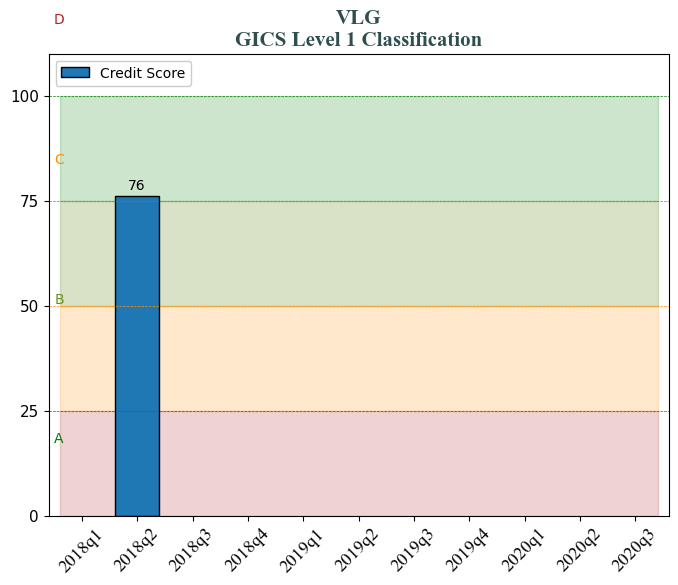 D
VLG
GICS Level 1 Classification
Credit Score
100
C
76
75
B
50
25
A
0
2018q1
2018q2
2018q3
2018q4
2019q1
2019q2
2019q3
2019q4
2020q1
2020q2
2020q3